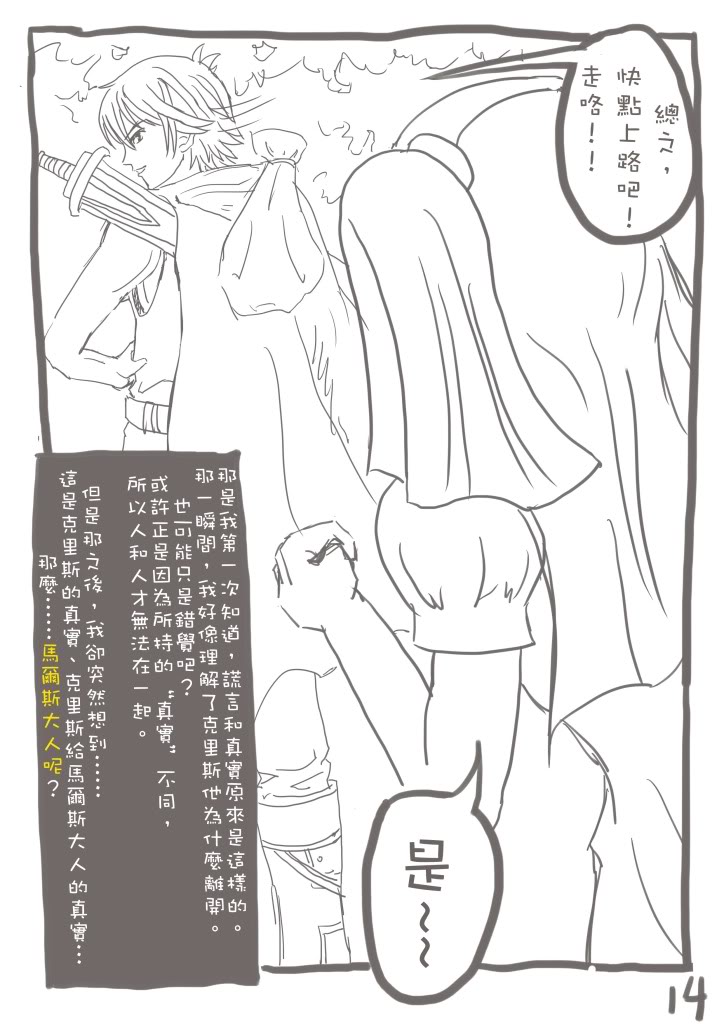 總之，
快點上路吧！
走咯！！
那是我第一次知道，謊言和真實原來是這樣的。
那一瞬間，我好像理解了克里斯他為什麼離開。
也可能只是錯覺吧？
或許正是因為所持的“真實”不同，
所以人和人才無法在一起。
但是那之後，我卻突然想到……
這是克里斯的真實、克里斯給馬爾斯大人的真實…
那麼……馬爾斯大人呢？
是～～
14